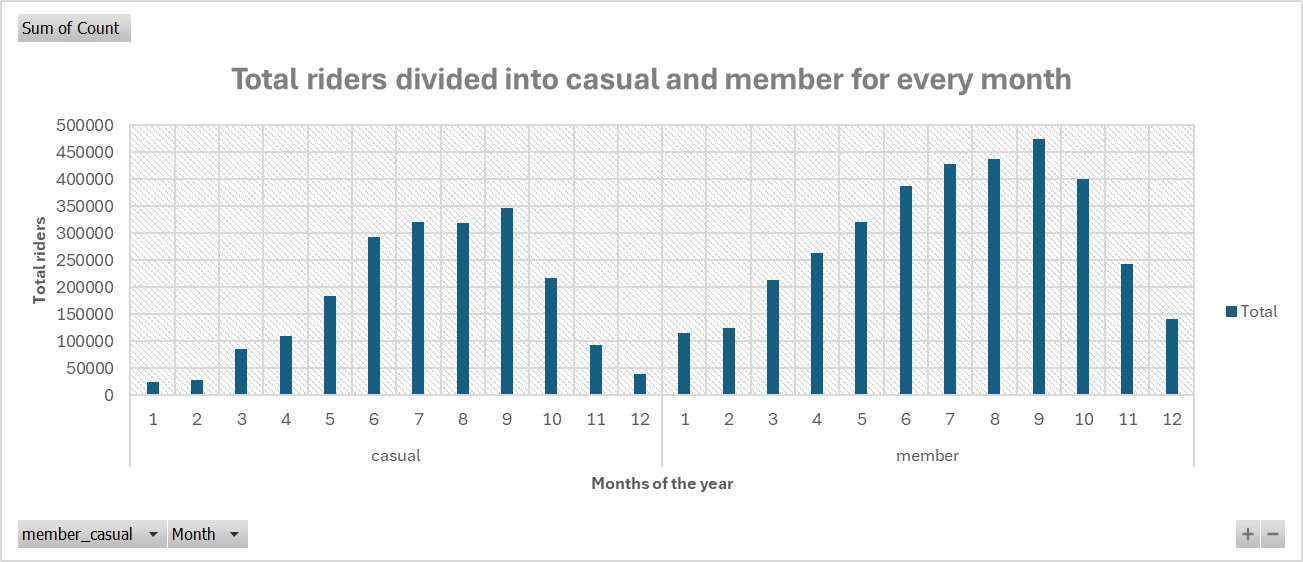 Sum of Count
Total riders divided into casual and member for every month
500000
450000
400000
350000
300000
250000
200000
150000
100000
50000
0
Total riders
1 2 3 4 5 6 7 8 9 10 11 12 1 2 3 4 5 6 7 8 9 10 11 12
casual member
Months of the year
Total
member_casual Month
+ −